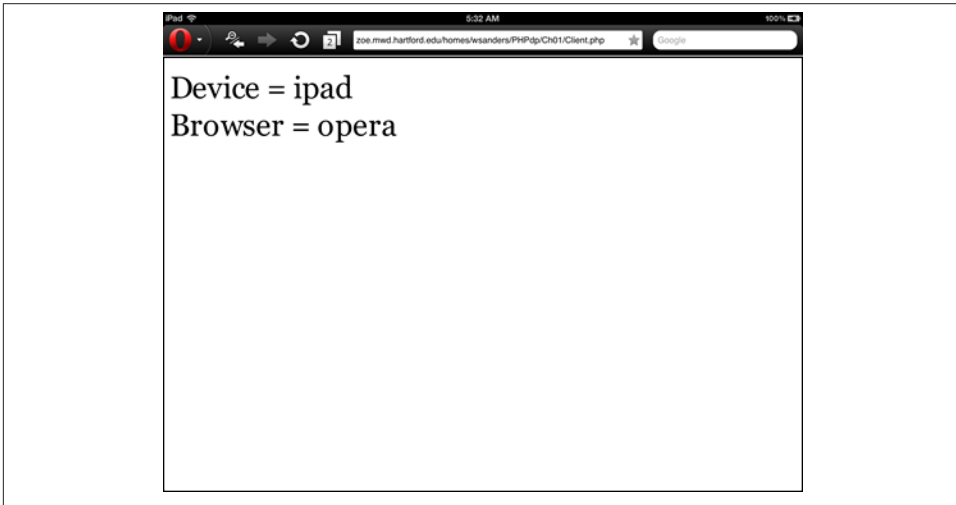 iPad 5:32 AM 100%
2 zoe.mwd.hartford.edu/homes/wsanders/PHPdp/Ch01/Client.php Google
Device = ipad
Browser = opera